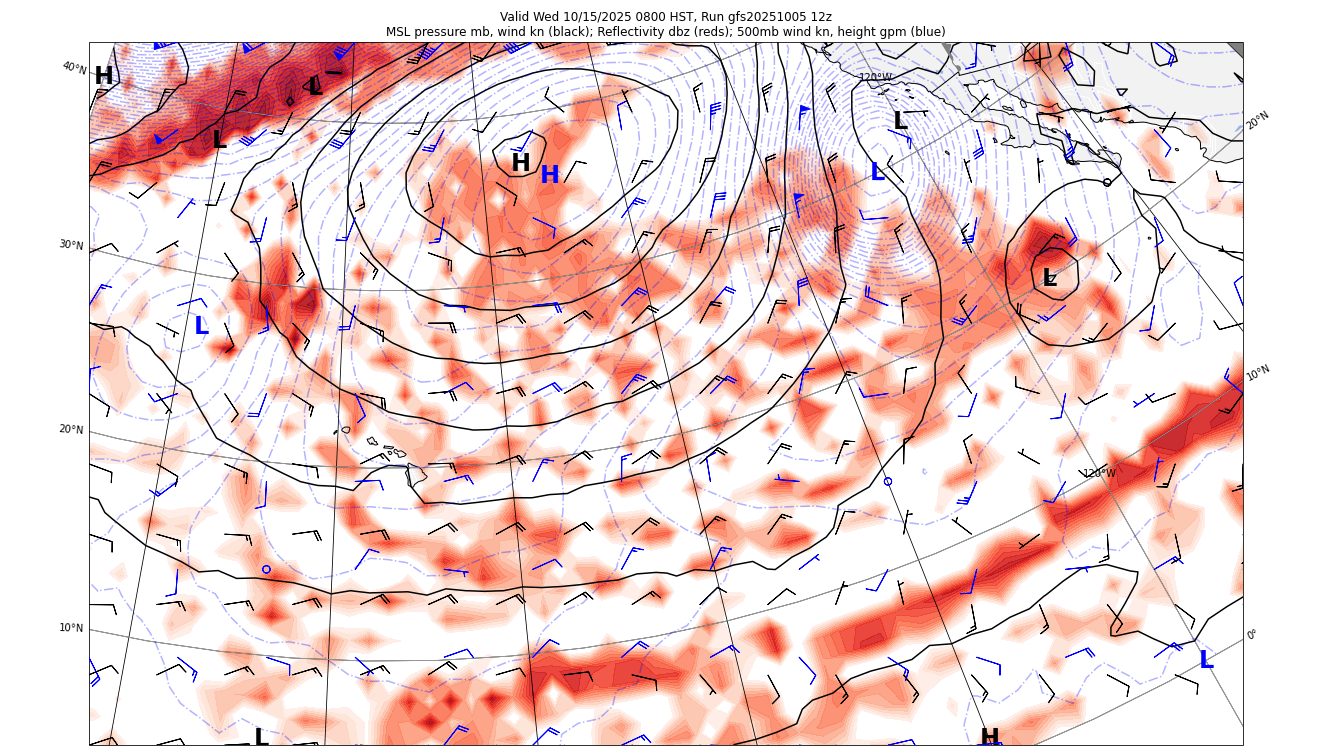 Valid Wed 10/15/2025 0800 HST, Run gfs20251005 12z
MSL pressure mb, wind kn (black); Reflectivity dbz (reds); 500mb wind kn, height gpm (blue)
40°N
H
L
120°W
L
20°N
L
H
H
L
30°N
L
L
10°N
20°N
120°W
10°N
0°
L
L
H